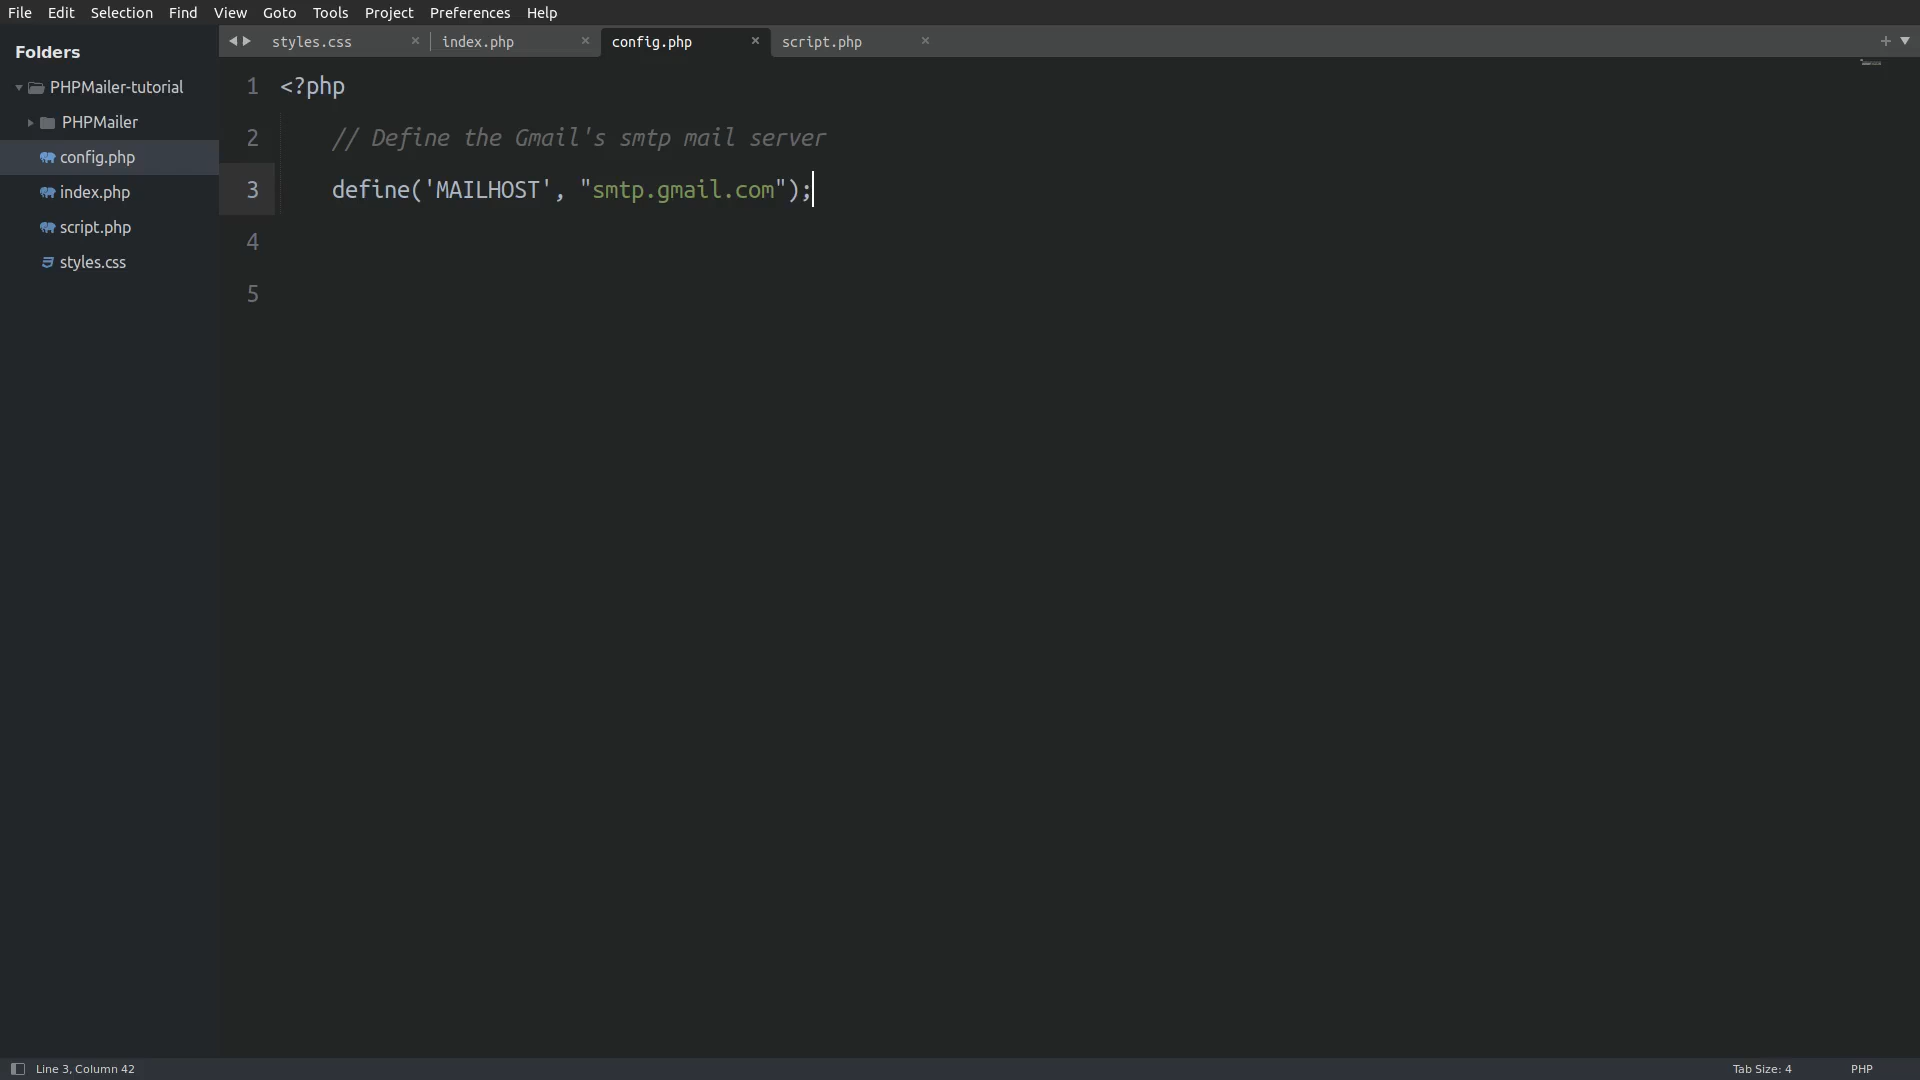 File Edit Selection Find View Goto Tools Project Preferences Help
Folders
PHPMailer-tutorial
PHPMailer
config.php
index.php
script.php
styles.css
styles.css × index.php × config.php × script.php × +
1 <?php
2 // Define the Gmail's smtp mail server
3 define('MAILHOST', "smtp.gmail.com");
4
5
Line 3, Column 42 Tab Size: 4 PHP